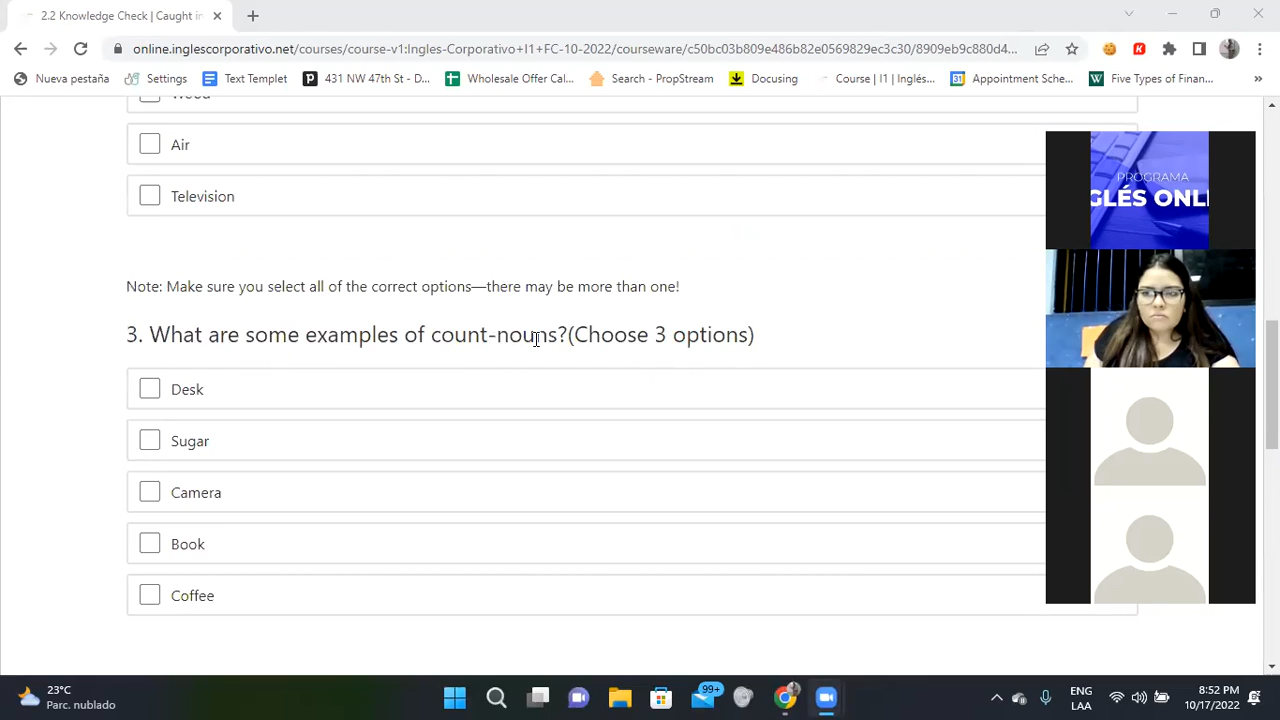 2.2 Knowledge Check | Caught in
online.inglescorporativo.net/courses/course-v1:Ingles-Corporativo+I1+FC-10-2022/courseware/c50bc03b899e486b82e0569829ec3c30/8909eb9c880d4...
Nueva pestaña Settings Text Templet 431 NW 47th St - D... Wholesale Offer Cal... Search - PropStream Docusing Course | I1 | Inglés... Appointment Sche... Five Types of Finan... »
Wood
Air
Television
PROGRAMA
GLÉS ONL
Note: Make sure you select all of the correct options—there may be more than one!
3. What are some examples of count-nouns?(Choose 3 options)
Desk
Sugar
Camera
Book
Coffee
23°C
Parc. nublado
99+
ENG
LAA
8:52 PM
10/17/2022